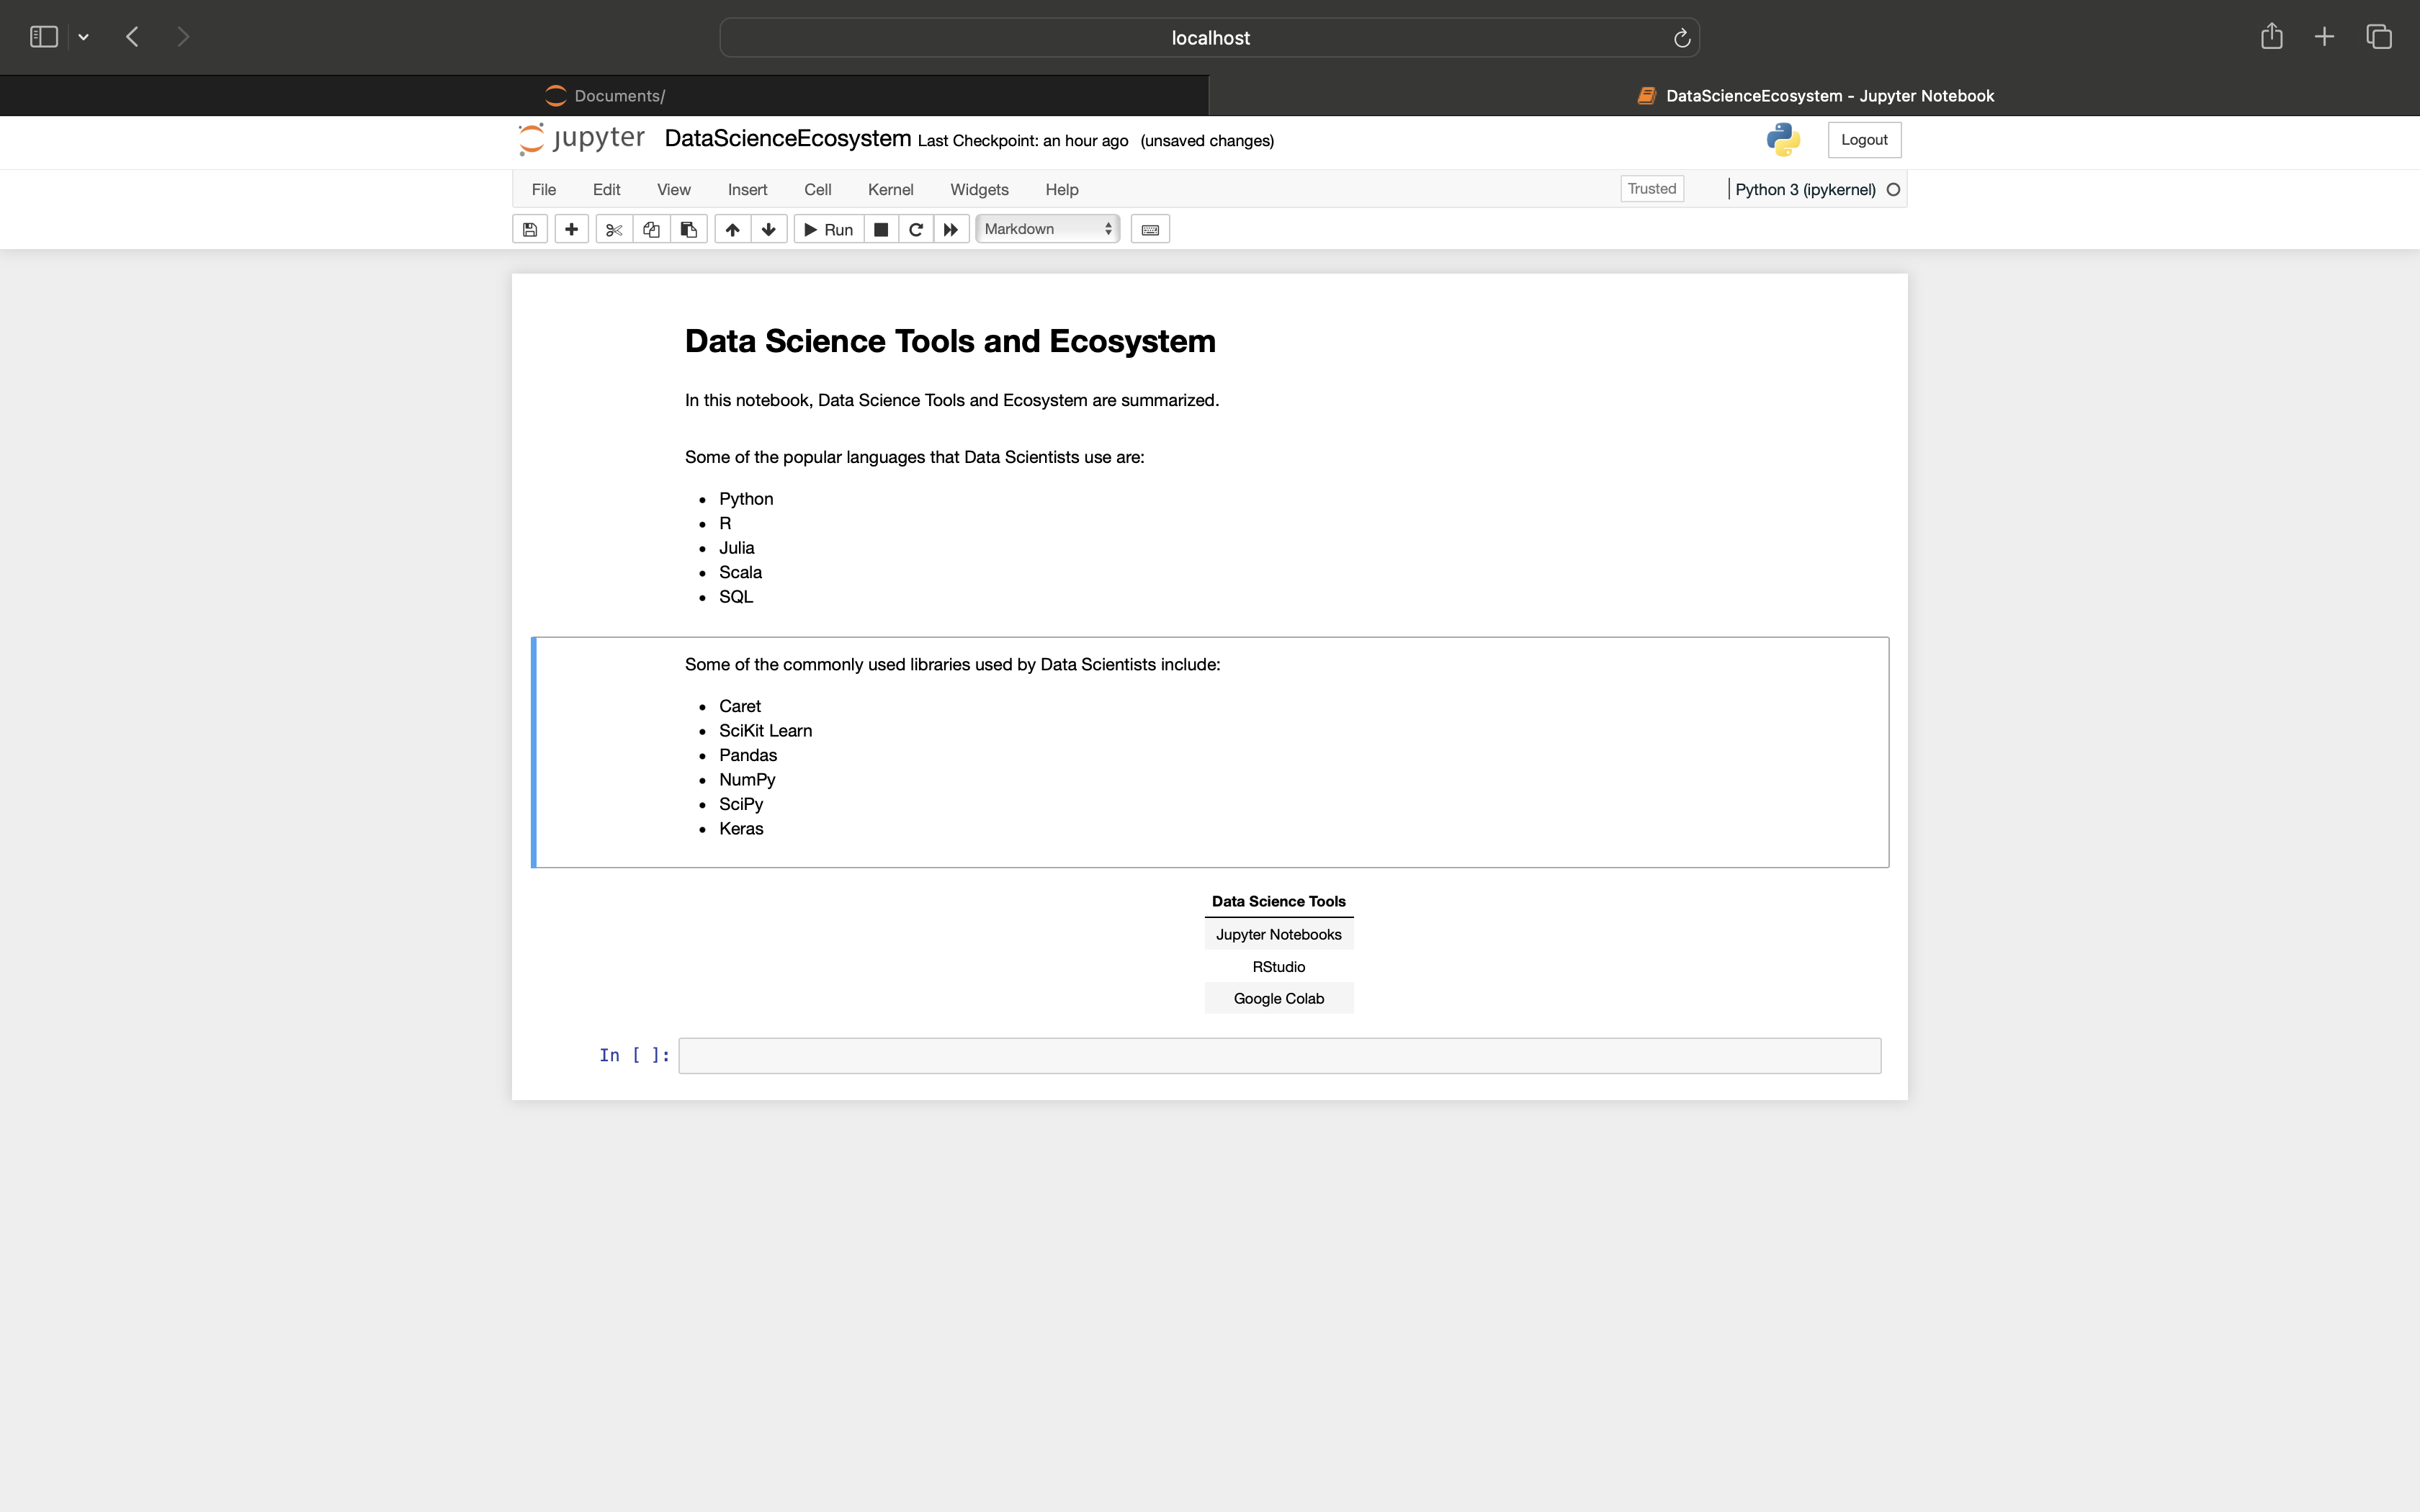 localhost
Documents/
DataScienceEcosystem - Jupyter Notebook
jupyter DataScienceEcosystem Last Checkpoint: an hour ago (unsaved changes)
Logout
File Edit View Insert Cell Kernel Widgets Help
Trusted
Python 3 (ipykernel)
Run
Markdown
Data Science Tools and Ecosystem
In this notebook, Data Science Tools and Ecosystem are summarized.
Some of the popular languages that Data Scientists use are:
• Python
• R
• Julia
• Scala
• SQL
Some of the commonly used libraries used by Data Scientists include:
• Caret
• SciKit Learn
• Pandas
• NumPy
• SciPy
• Keras
Data Science Tools
Jupyter Notebooks
RStudio
Google Colab
In [ ]: